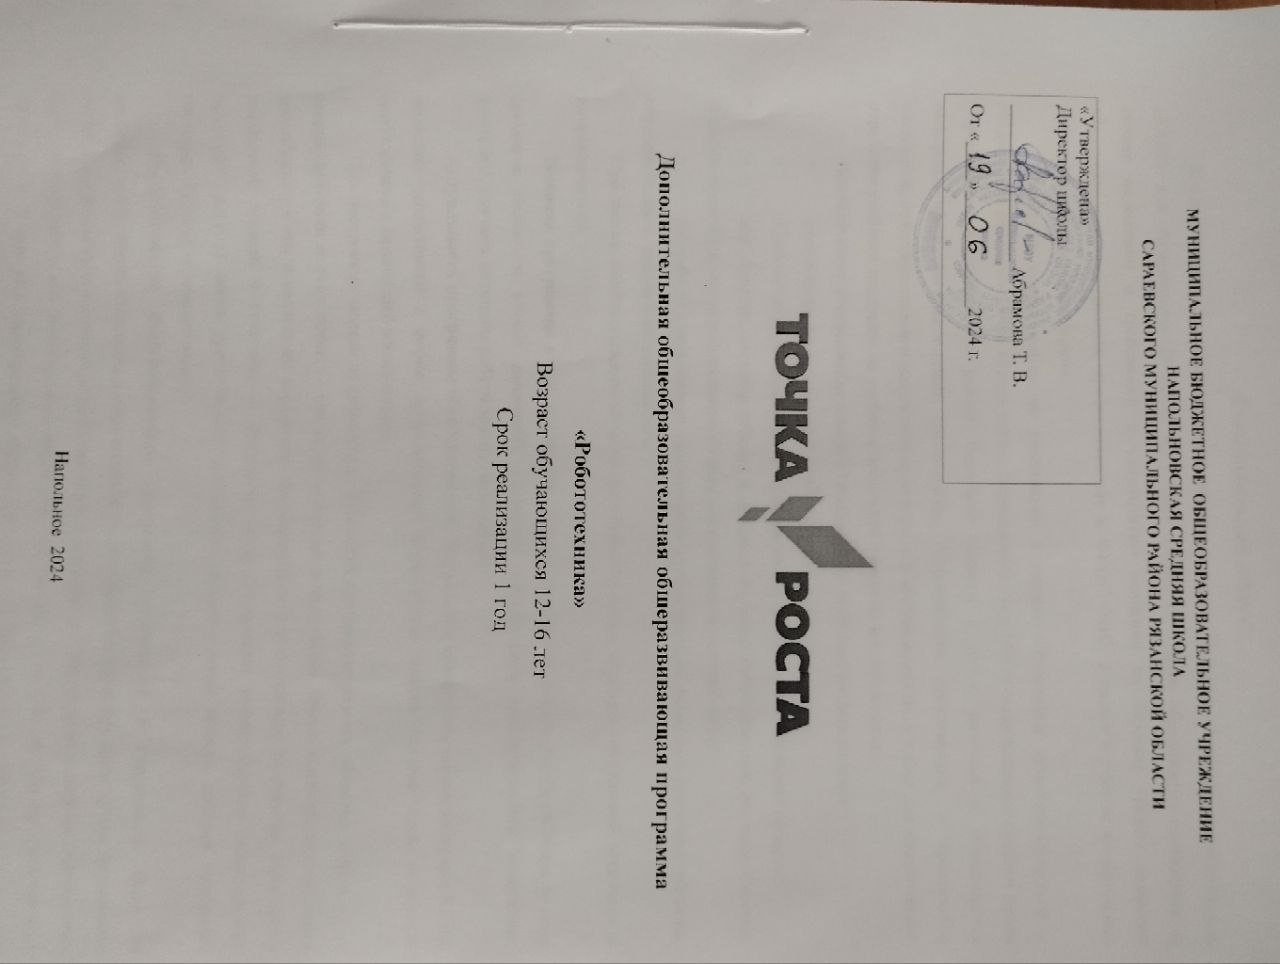 МУНИЦИПАЛЬНОЕ БЮДЖЕТНОЕ ОБЩЕОБРАЗОВАТЕЛЬНОЕ УЧРЕЖДЕНИЕ
НАПОЛЬНОВСКАЯ СРЕДНЯЯ ШКОЛА
САРАЕВСКОГО МУНИЦИПАЛЬНОГО РАЙОНА РЯЗАНСКОЙ ОБЛАСТИ
«Утверждена»
Директор школы
Абрамова Т. В.
От « 19 » 06 2024 г.
ТОЧКА РОСТА
Дополнительная общеобразовательная общеразвивающая программа
«Робототехника»
Возраст обучающихся 12-16 лет
Срок реализации 1 год
Напольное 2024